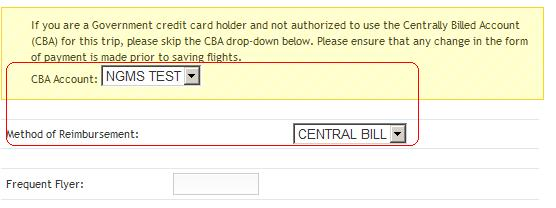 If you are a Government credit card holder and not authorized to use the Centrally Billed Account
(CBA) for this trip, please skip the CBA drop-down below. Please ensure that any change in the form
of payment is made prior to saving flights.
CBA Account: NGMS TEST
Method of Reimbursement: CENTRAL BILL
Frequent Flyer: